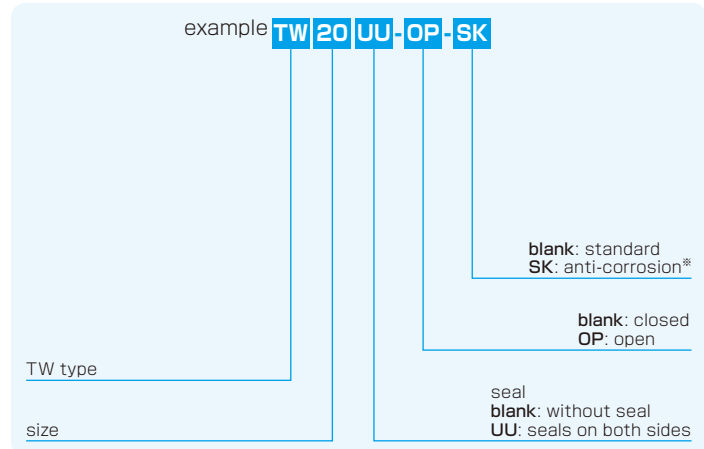 example TW 20 UU - OP - SK
blank: standard
SK: anti-corrosion※
blank: closed
OP: open
TW type
seal
blank: without seal
size
UU: seals on both sides